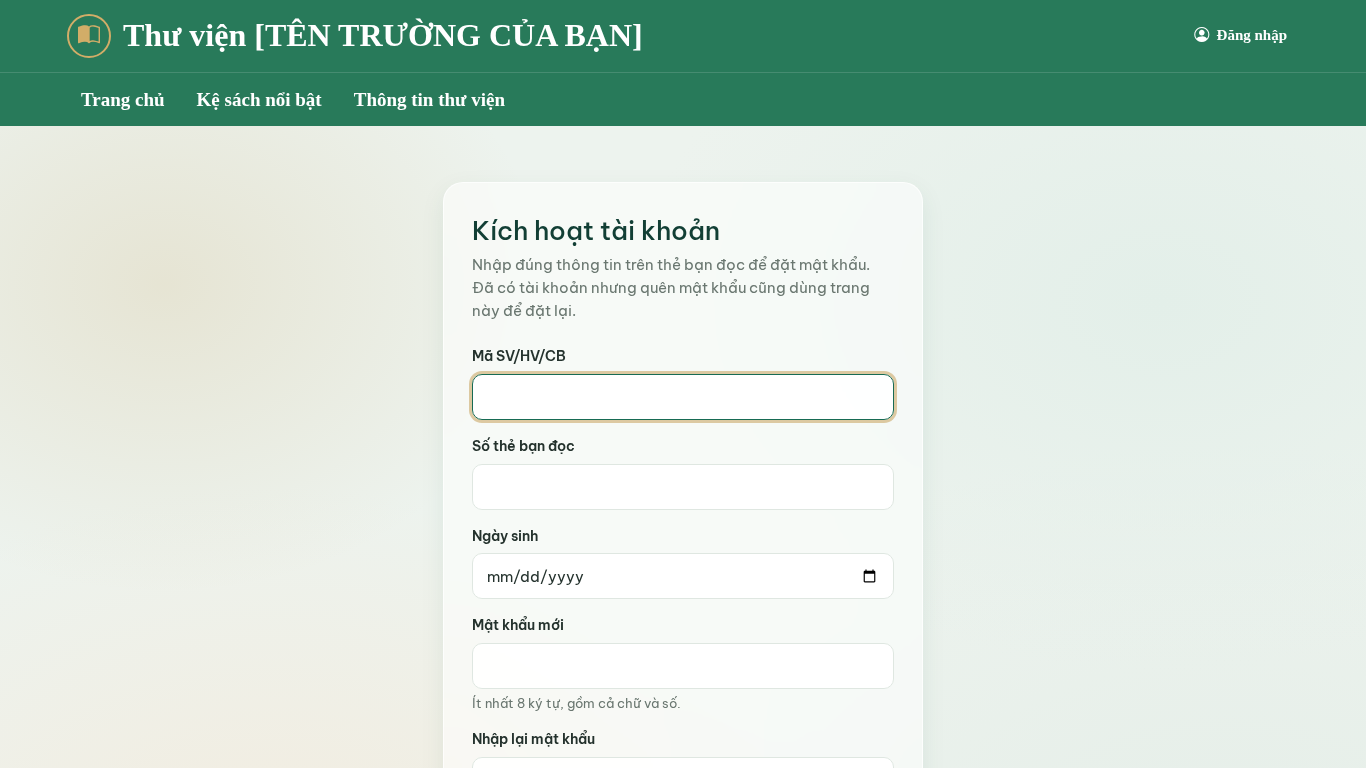 Thư viện [TÊN TRƯỜNG CỦA BẠN]
Đăng nhập
Trang chủ
Kệ sách nổi bật
Thông tin thư viện
Kích hoạt tài khoản
Nhập đúng thông tin trên thẻ bạn đọc để đặt mật khẩu.
Đã có tài khoản nhưng quên mật khẩu cũng dùng trang
này để đặt lại.
Mã SV/HV/CB
Số thẻ bạn đọc
Ngày sinh
mm/dd/yyyy
Mật khẩu mới
Ít nhất 8 ký tự, gồm cả chữ và số.
Nhập lại mật khẩu